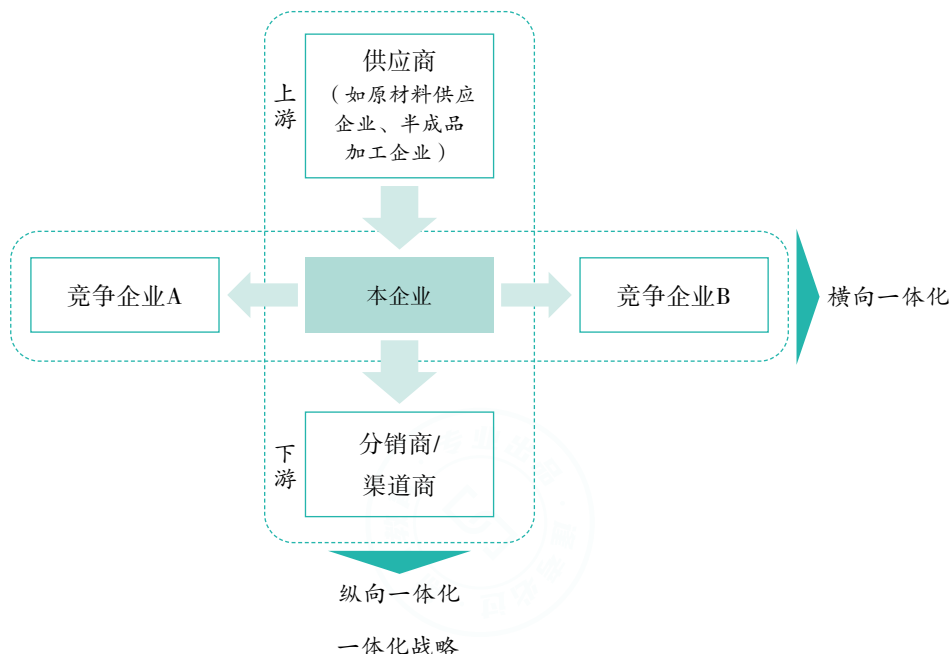 供应商
（如原材料供应
企业、半成品
加工企业）
上
游
竞争企业A
本企业
竞争企业B
横向一体化
分销商/
渠道商
下
游
纵向一体化
一体化战略